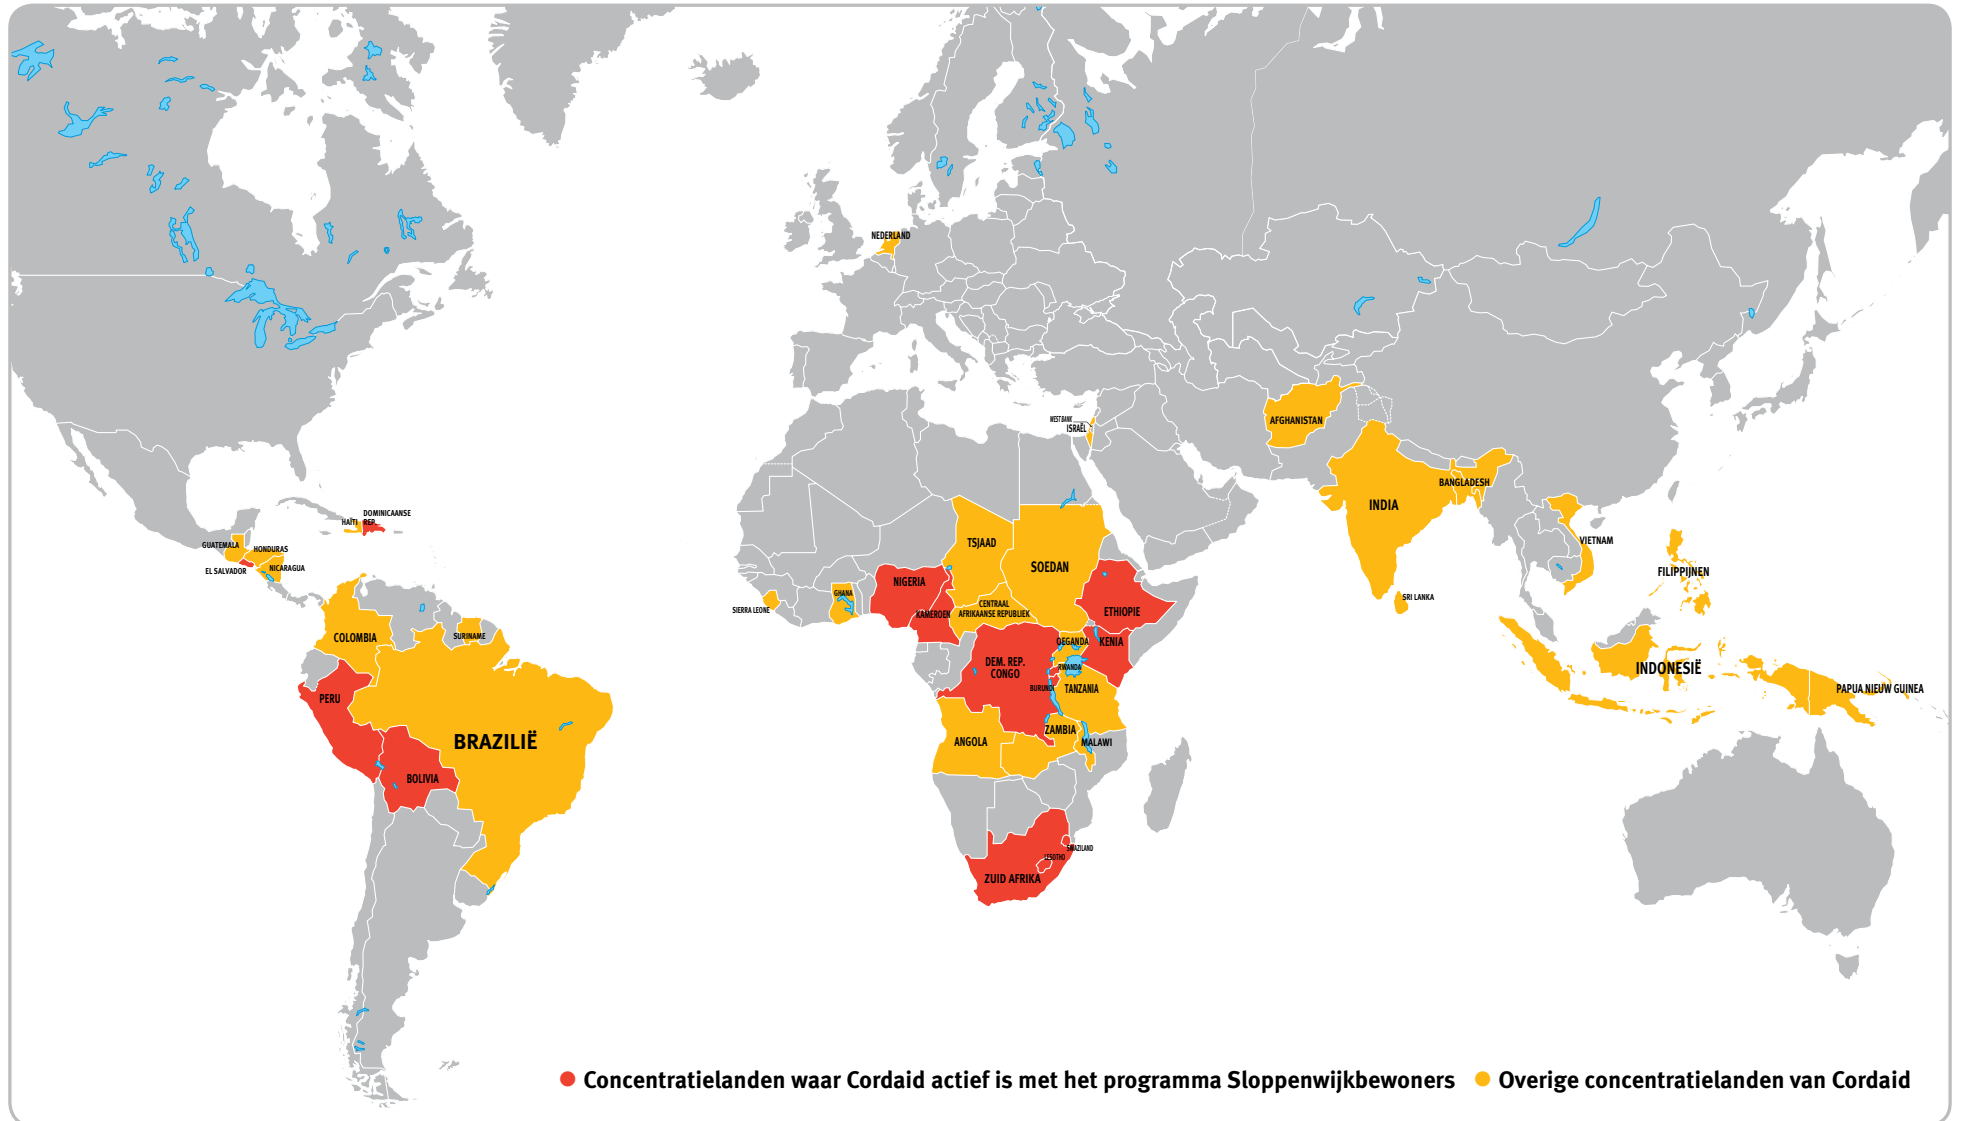 NEDERLAND
WESTBANK
ISRAËL
AFGHANISTAN
INDIA
BANGLADESH
VIETNAM
FILIPPIJNEN
SRI LANKA
INDONESIË
PAPUA NIEUW GUINEA
DOMINICAANSE
REP.
HAÏTI
GUATEMALA
HONDURAS
EL SALVADOR
NICARAGUA
COLOMBIA
SURINAME
PERU
BRAZILIË
BOLIVIA
SIERRA LEONE
GHANA
NIGERIA
KAMEROEN
TSJAAD
SOEDAN
CENTRAAL
AFRIKAANSE REPUBLIEK
ETHIOPIE
OEGANDA
KENIA
DEM. REP.
CONGO
RWANDA
BURUNDI
TANZANIA
ANGOLA
ZAMBIA
MALAWI
SWAZILAND
LESOTHO
ZUID AFRIKA
Concentratielanden waar Cordaid actief is met het programma Sloppenwijkbewoners
Overige concentratielanden van Cordaid